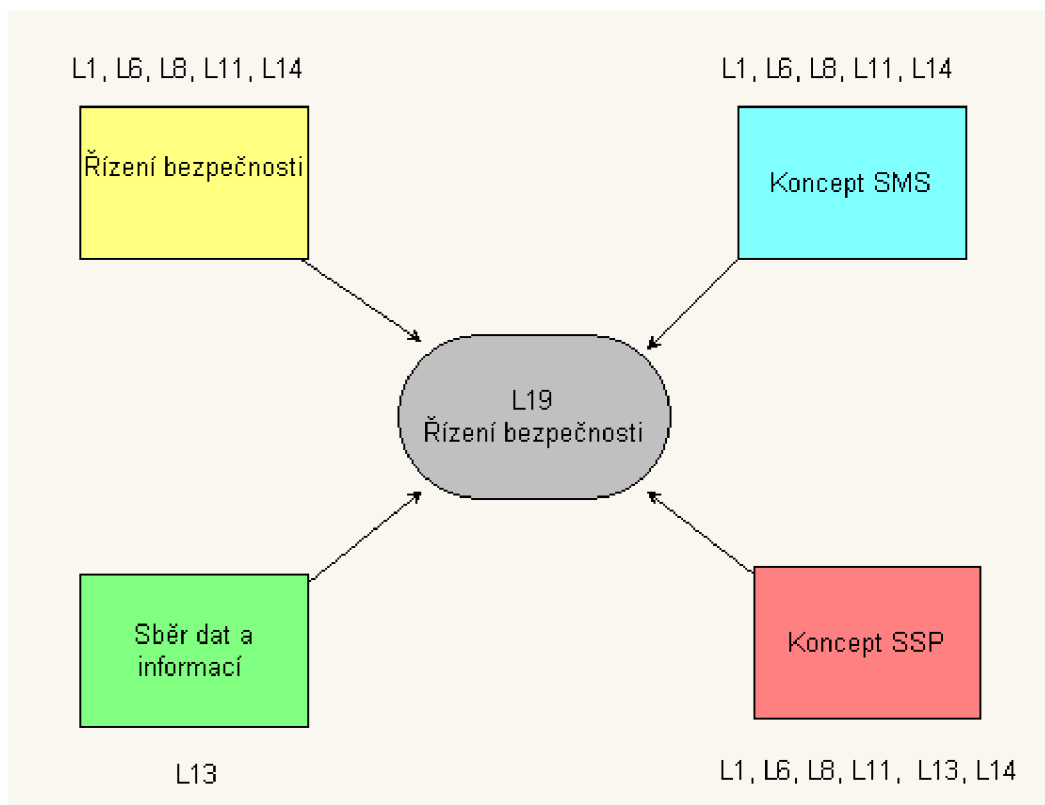 L1, L6, L8, L11, L14
L1, L6, L8, L11, L14
Řízení bezpečnosti
Koncept SMS
L19
Řízení bezpečnosti
Sběr dat a
informací
Koncept SSP
L13
L1, L6, L8, L11, L13, L14